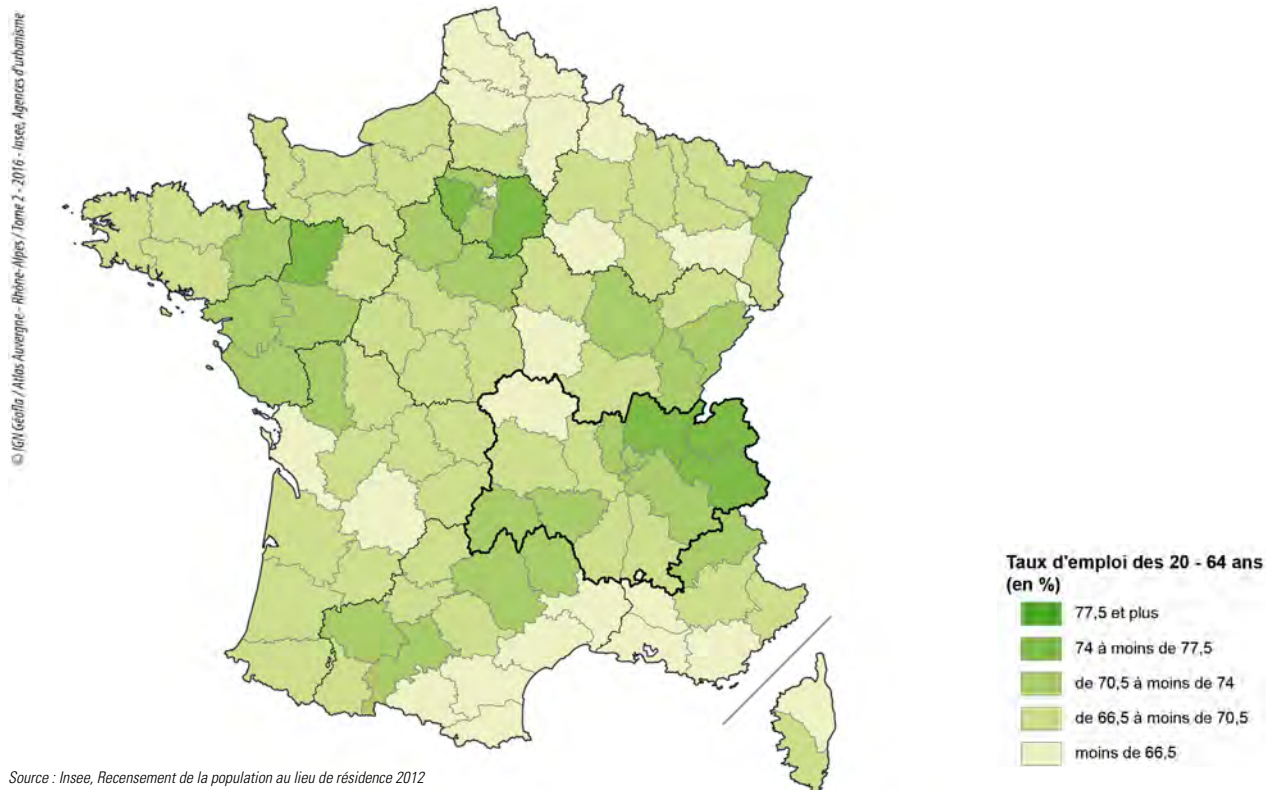 © IGN Géofla / Atlas Auvergne - Rhône-Alpes / Tome 2 - 2016 - Insee, Agences d'urbanisme
Taux d'emploi des 20 - 64 ans
(en %)
77,5 et plus
74 à moins de 77,5
de 70,5 à moins de 74
de 66,5 à moins de 70,5
moins de 66,5
Source : Insee, Recensement de la population au lieu de résidence 2012